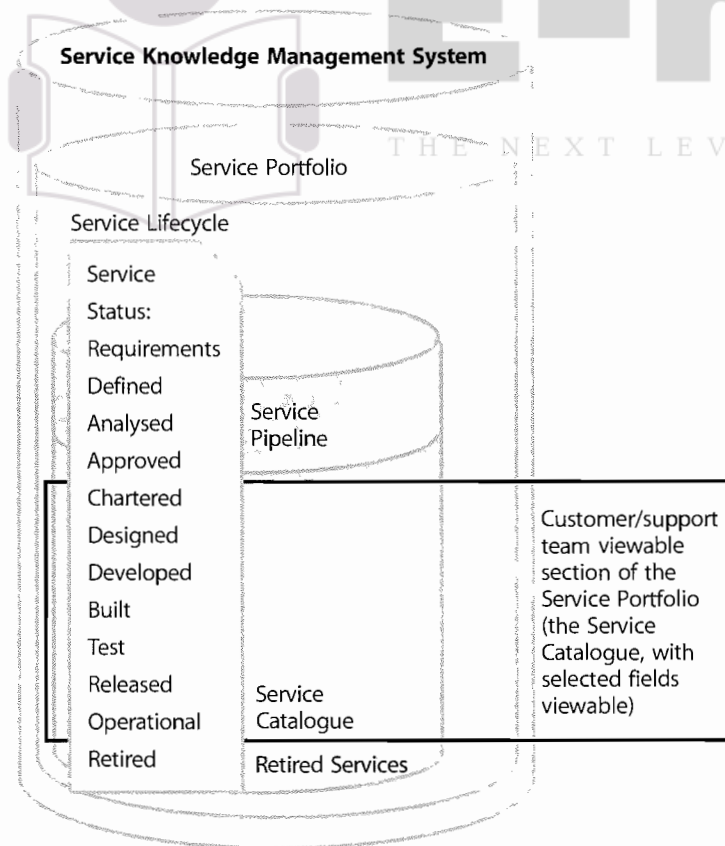 Service Knowledge Management System
THE NEXT LEV
Service Portfolio
Service Lifecycle
Service
Status:
Requirements
Defined
Analysed
Approved
Chartered
Designed
Developed
Built
Test
Released
Operational
Retired
Service
Pipeline
Service
Catalogue
Retired Services
Customer/support
team viewable
section of the
Service Portfolio
(the Service
Catalogue, with
selected fields
viewable)